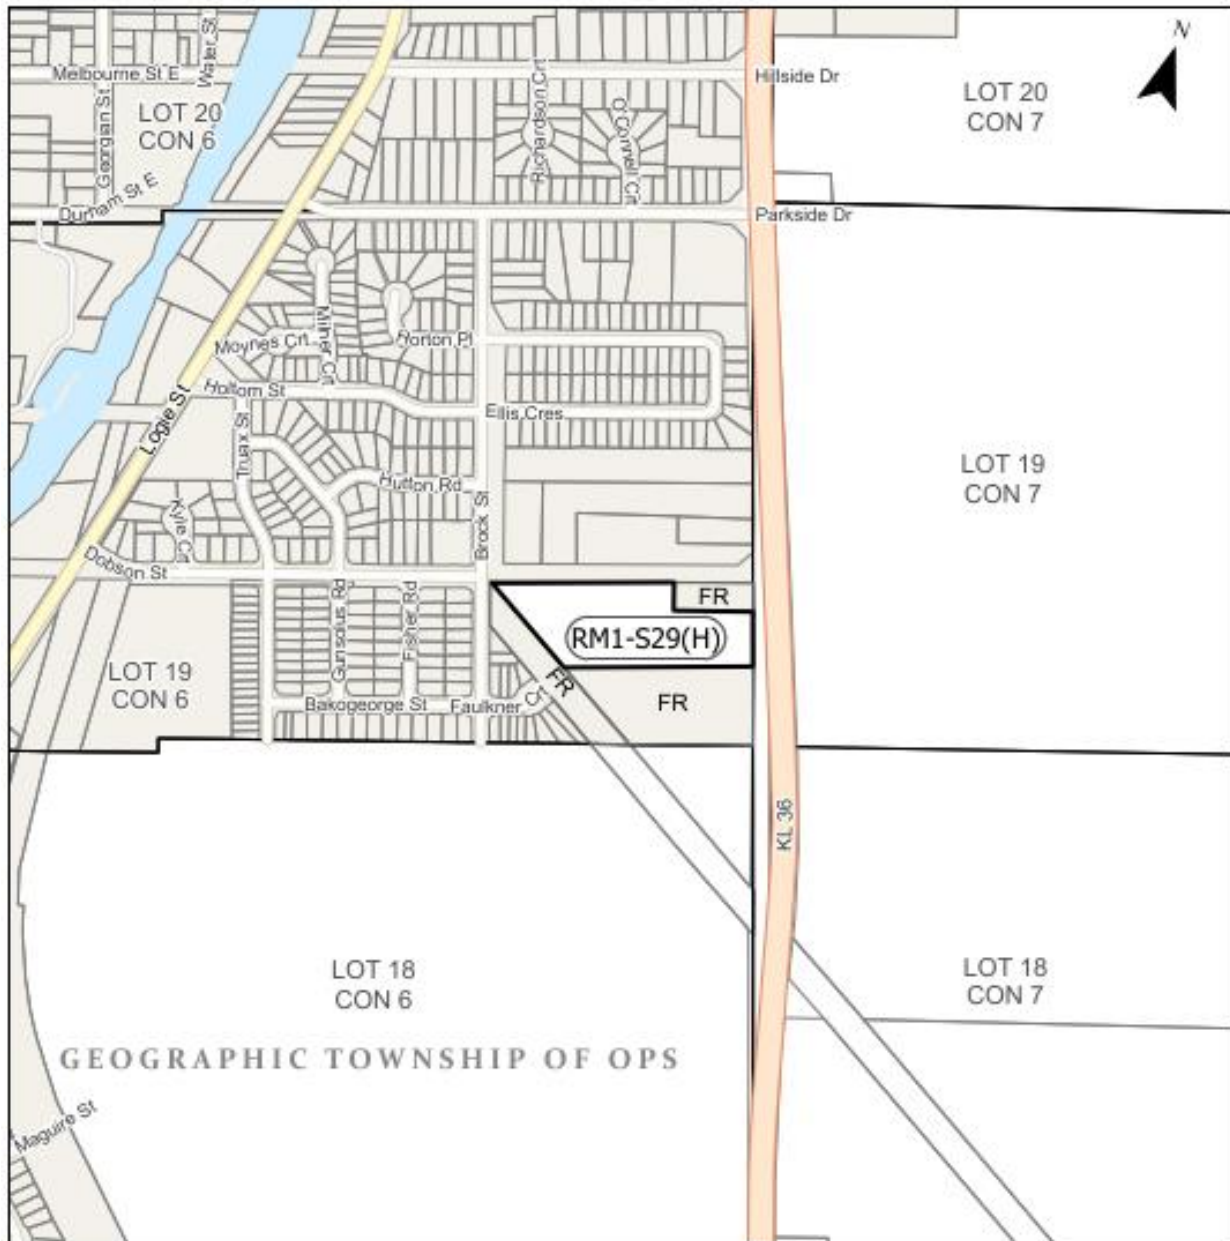 N
Melbourne St E
Water St
Georgian St
LOT 20
CON 6
Durham St E
Richardson Crt
O'Connell Crt
Hillside Dr
LOT 20
CON 7
Parkside Dr
Moynes Crt
Milner Crt
Horton Pl
Logie St
Holtom St
Truax St
Ellis Cres
Hutton Rd
Brock St
LOT 19
CON 7
Kyle Crt
Dobson St
Gunsolus Rd
Fisher Rd
FR
RM1-S29(H)
LOT 19
CON 6
Bakogeorge St
Faulkner Ct
FR
FR
KL 36
LOT 18
CON 6
LOT 18
CON 7
GEOGRAPHIC TOWNSHIP OF OPS
Maguire St